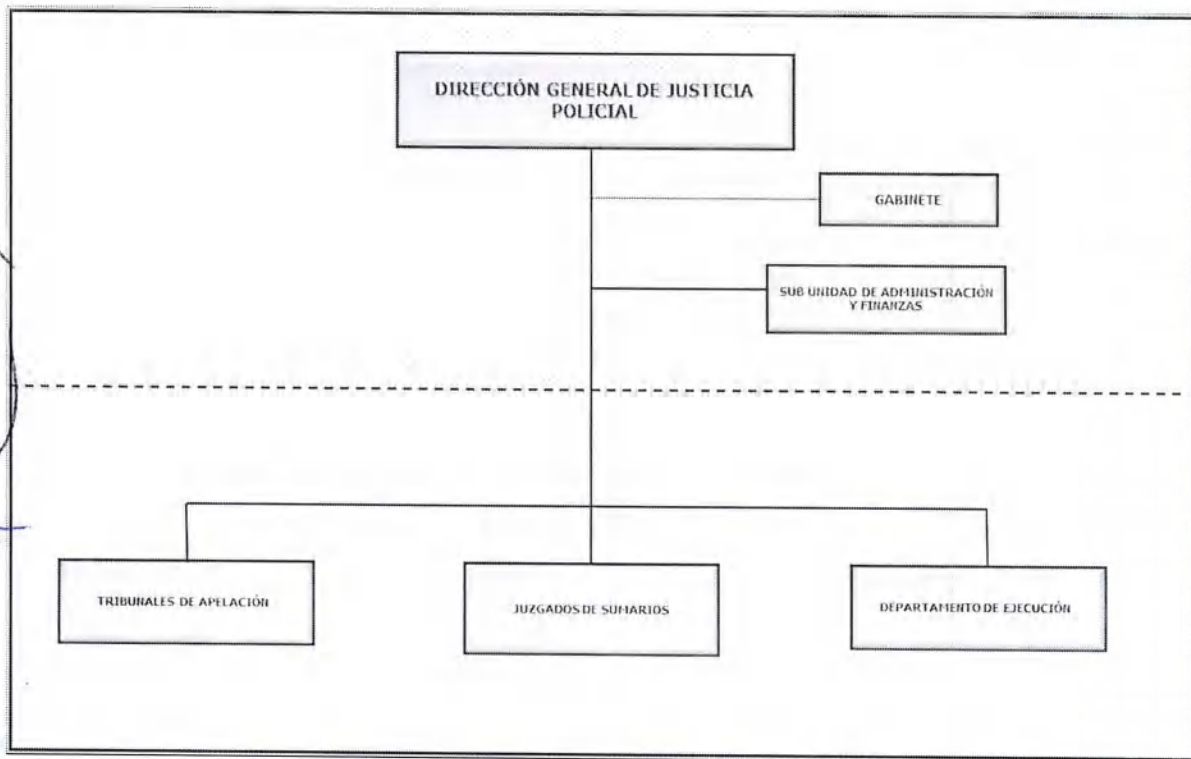 DIRECCIÓN GENERAL DE JUSTICIA
POLICIAL
GABINETE
SUB UNIDAD DE ADMINISTRACIÓN
Y FINANZAS
TRIBUNALES DE APELACIÓN
JUZGADOS DE SUMARIOS
DEPARTAMENTO DE EJECUCIÓN